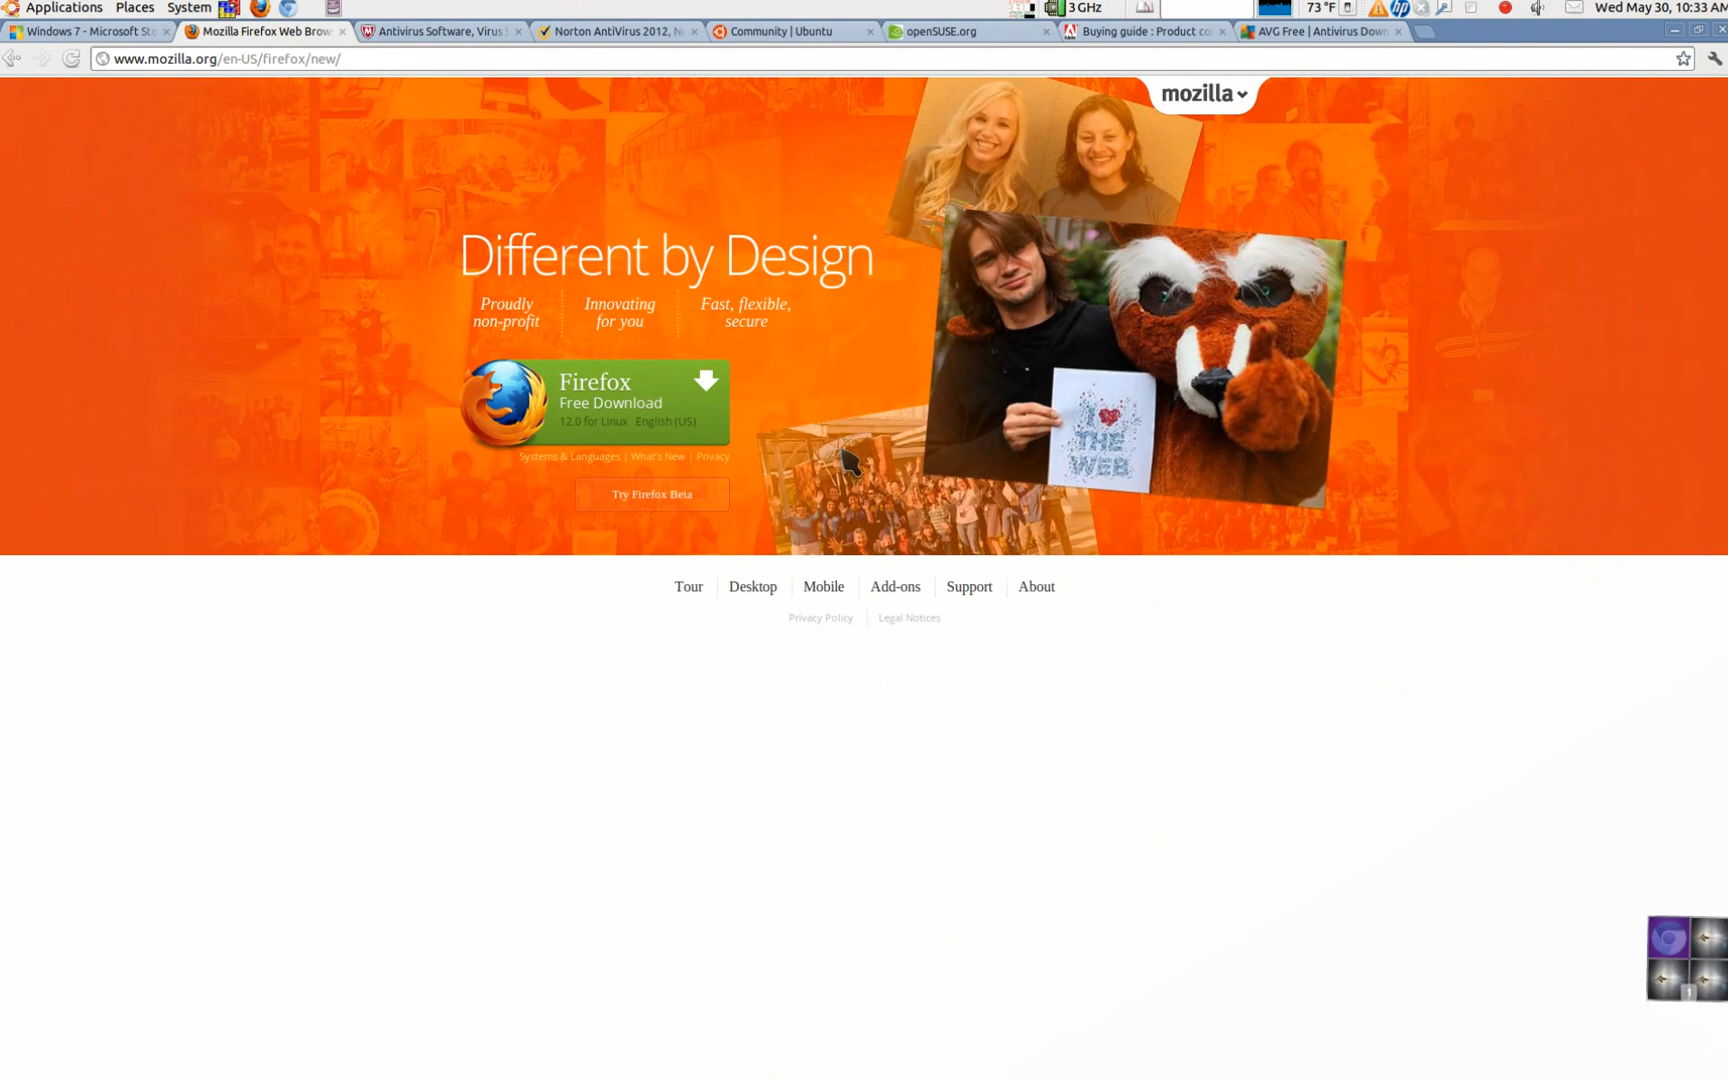 Applications Places System 3 GHz 73 °F Wed May 30, 10:33 AM
Windows 7 - Microsoft Sto Mozilla Firefox Web Brow Antivirus Software, Virus Norton AntiVirus 2012, N Community | Ubuntu openSUSE.org Buying guide : Product co AVG Free | Antivirus Down
www.mozilla.org/en-US/firefox/new/
mozilla
Different by Design
Proudly non-profit
Innovating for you
Fast, flexible, secure
Firefox
Free Download
12.0 for Linux English (US)
Systems & Languages | What's New | Privacy
Try Firefox Beta
I
THE
WEB
Tour Desktop Mobile Add-ons Support About
Privacy Policy Legal Notices
1